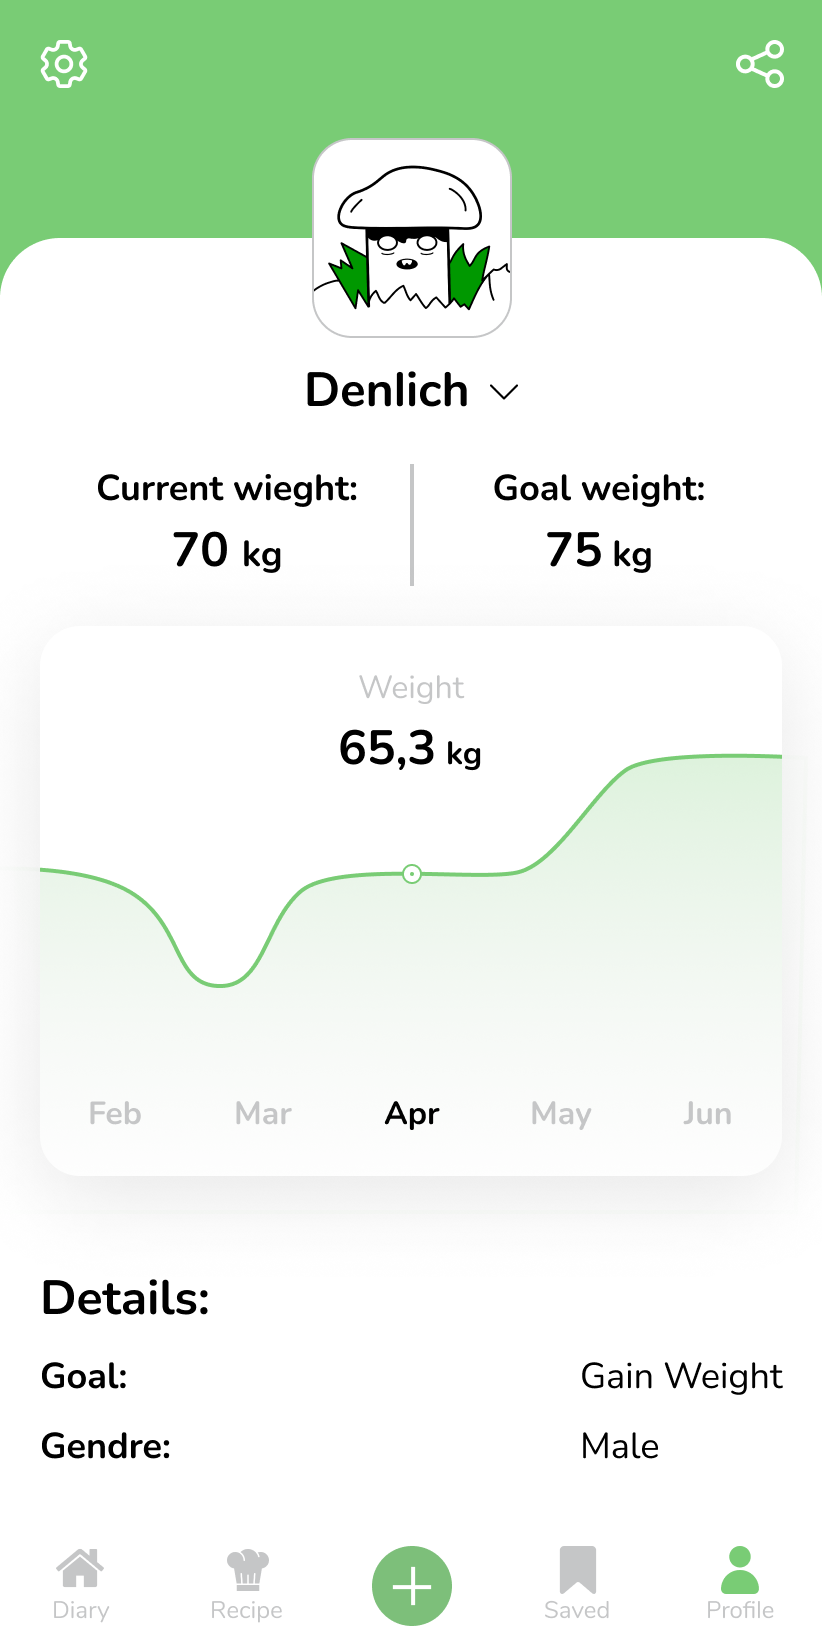 Denlich
Current wieght: Goal weight:
70 kg 75 kg
Weight
65,3 kg
Feb Mar Apr May Jun
Details:
Goal: Gain Weight
Gendre: Male
Diary Recipe Saved Profile